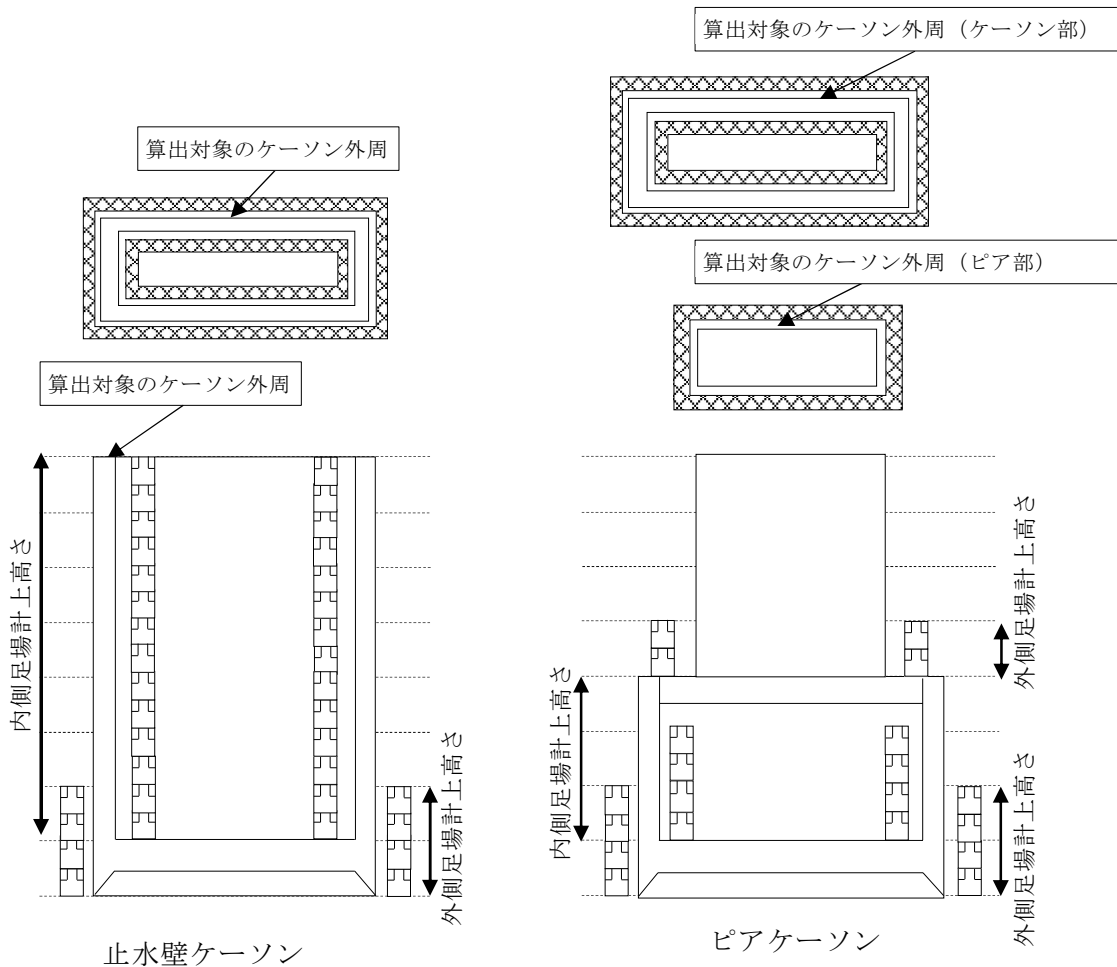 算出対象のケーソン外周（ケーソン部）
算出対象のケーソン外周
算出対象のケーソン外周（ピア部）
算出対象のケーソン外周
内側足場計上高さ
外側足場計上高さ
外側足場計上高さ
内側足場計上高さ
外側足場計上高さ
止水壁ケーソン
ピアケーソン